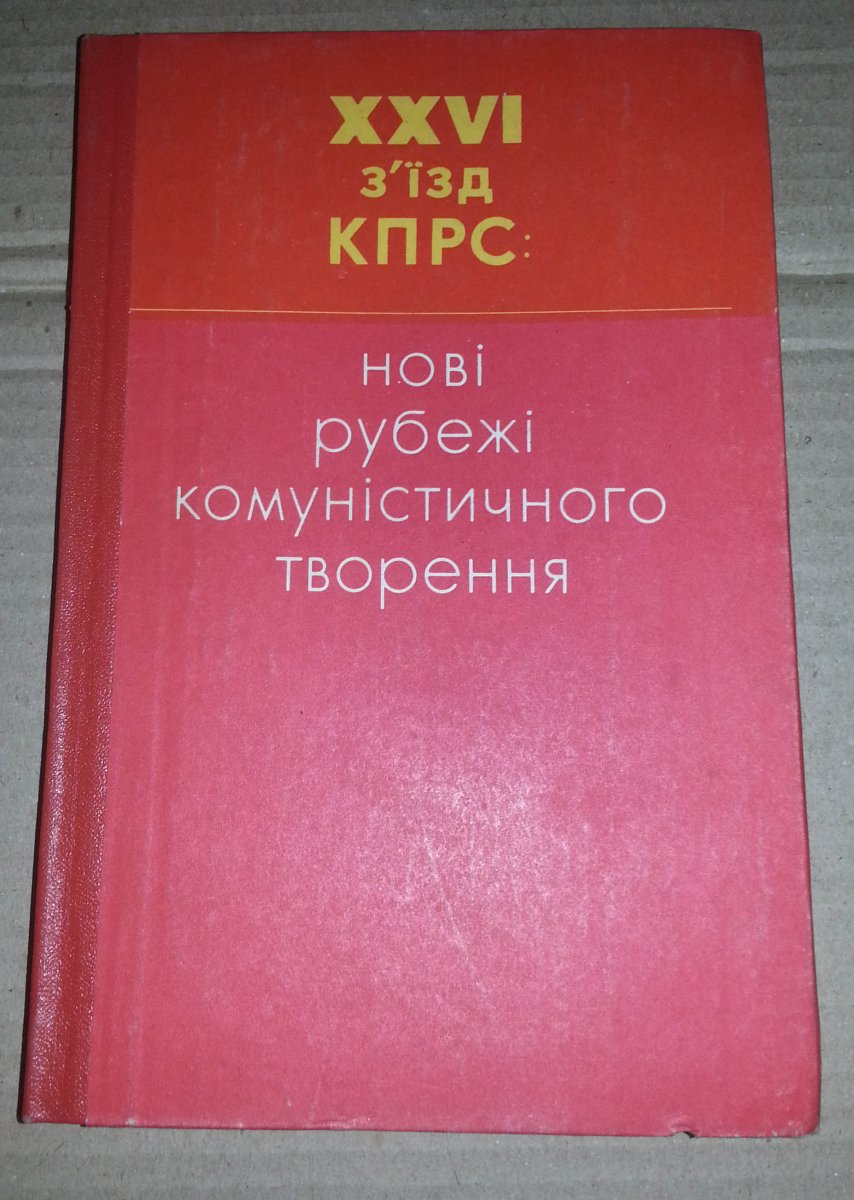 XXVI
з'їзд
КПРС:
нові
рубежі
комуністичного
творення